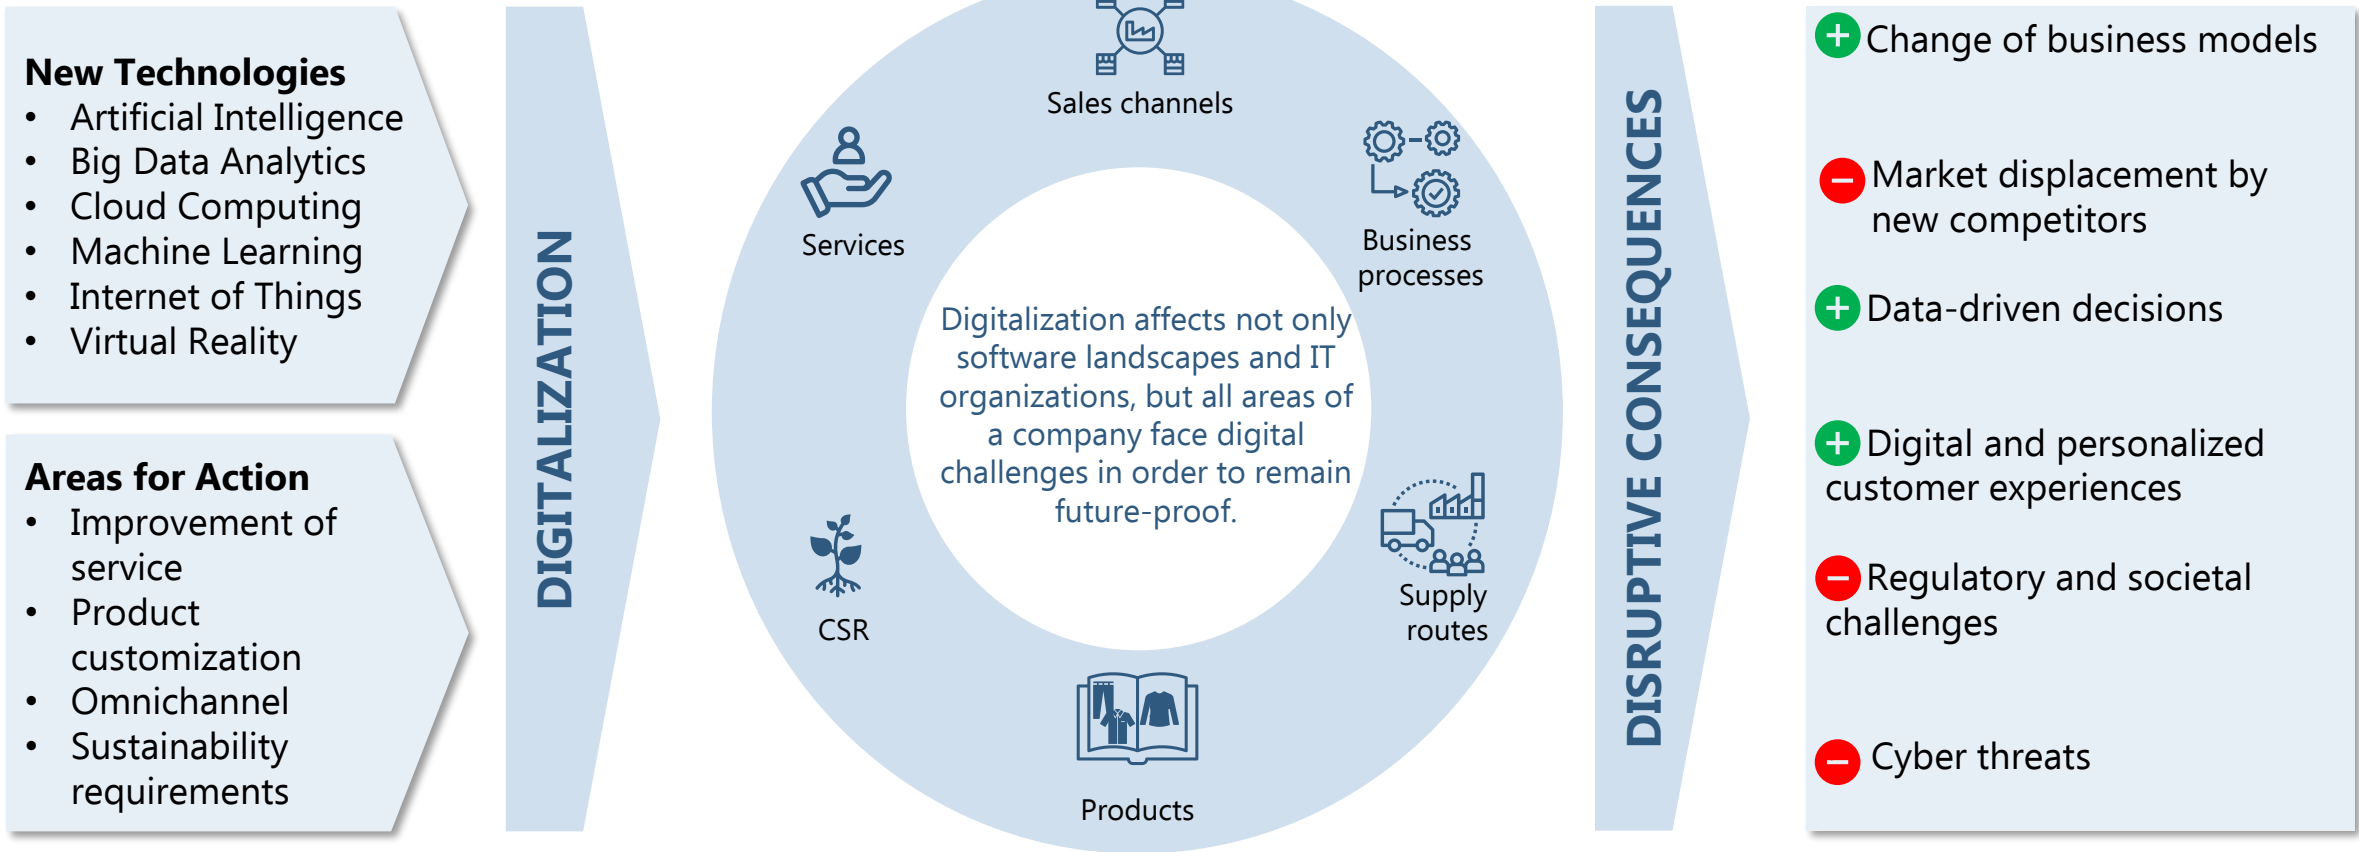 New Technologies
• Artificial Intelligence
• Big Data Analytics
• Cloud Computing
• Machine Learning
• Internet of Things
• Virtual Reality
Areas for Action
• Improvement of
service
• Product
customization
• Omnichannel
• Sustainability
requirements
DIGITALIZATION
Sales channels
Services
Business
processes
Digitalization affects not only
software landscapes and IT
organizations, but all areas of
a company face digital
challenges in order to remain
future-proof.
CSR
Supply
routes
Products
DISRUPTIVE CONSEQUENCES
+ Change of business models
− Market displacement by
new competitors
+ Data-driven decisions
+ Digital and personalized
customer experiences
− Regulatory and societal
challenges
− Cyber threats